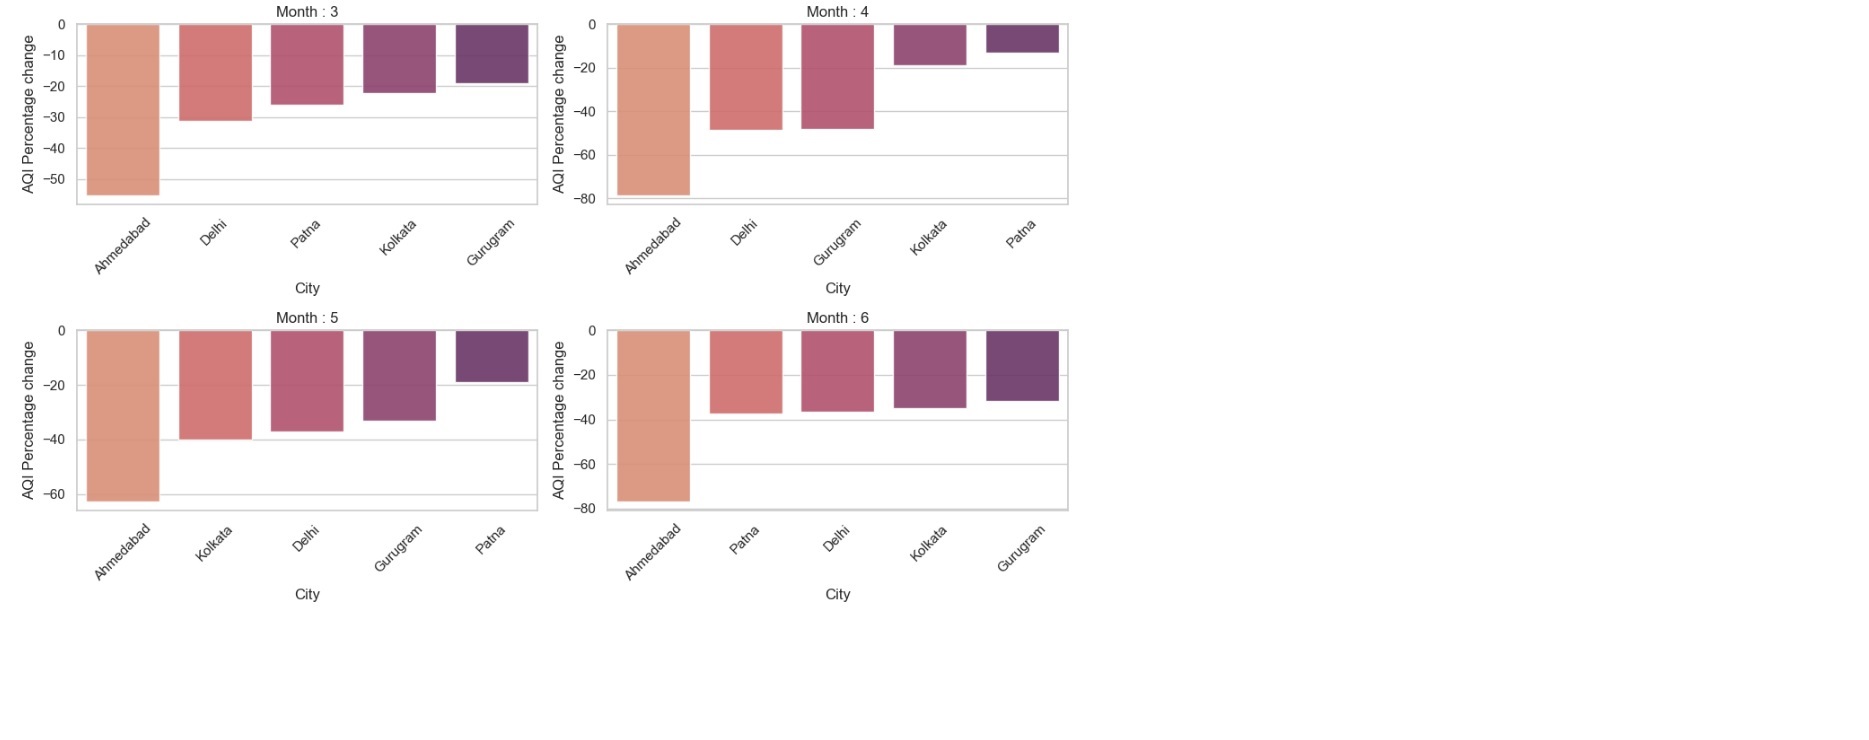 Month : 3
AQI Percentage change
0
−10
−20
−30
−40
−50
Ahmedabad
Delhi
Patna
Kolkata
Gurugram
City
Month : 4
AQI Percentage change
0
−20
−40
−60
−80
Ahmedabad
Delhi
Gurugram
Kolkata
Patna
City
Month : 5
AQI Percentage change
0
−20
−40
−60
Ahmedabad
Kolkata
Delhi
Gurugram
Patna
City
Month : 6
AQI Percentage change
0
−20
−40
−60
−80
Ahmedabad
Patna
Delhi
Kolkata
Gurugram
City